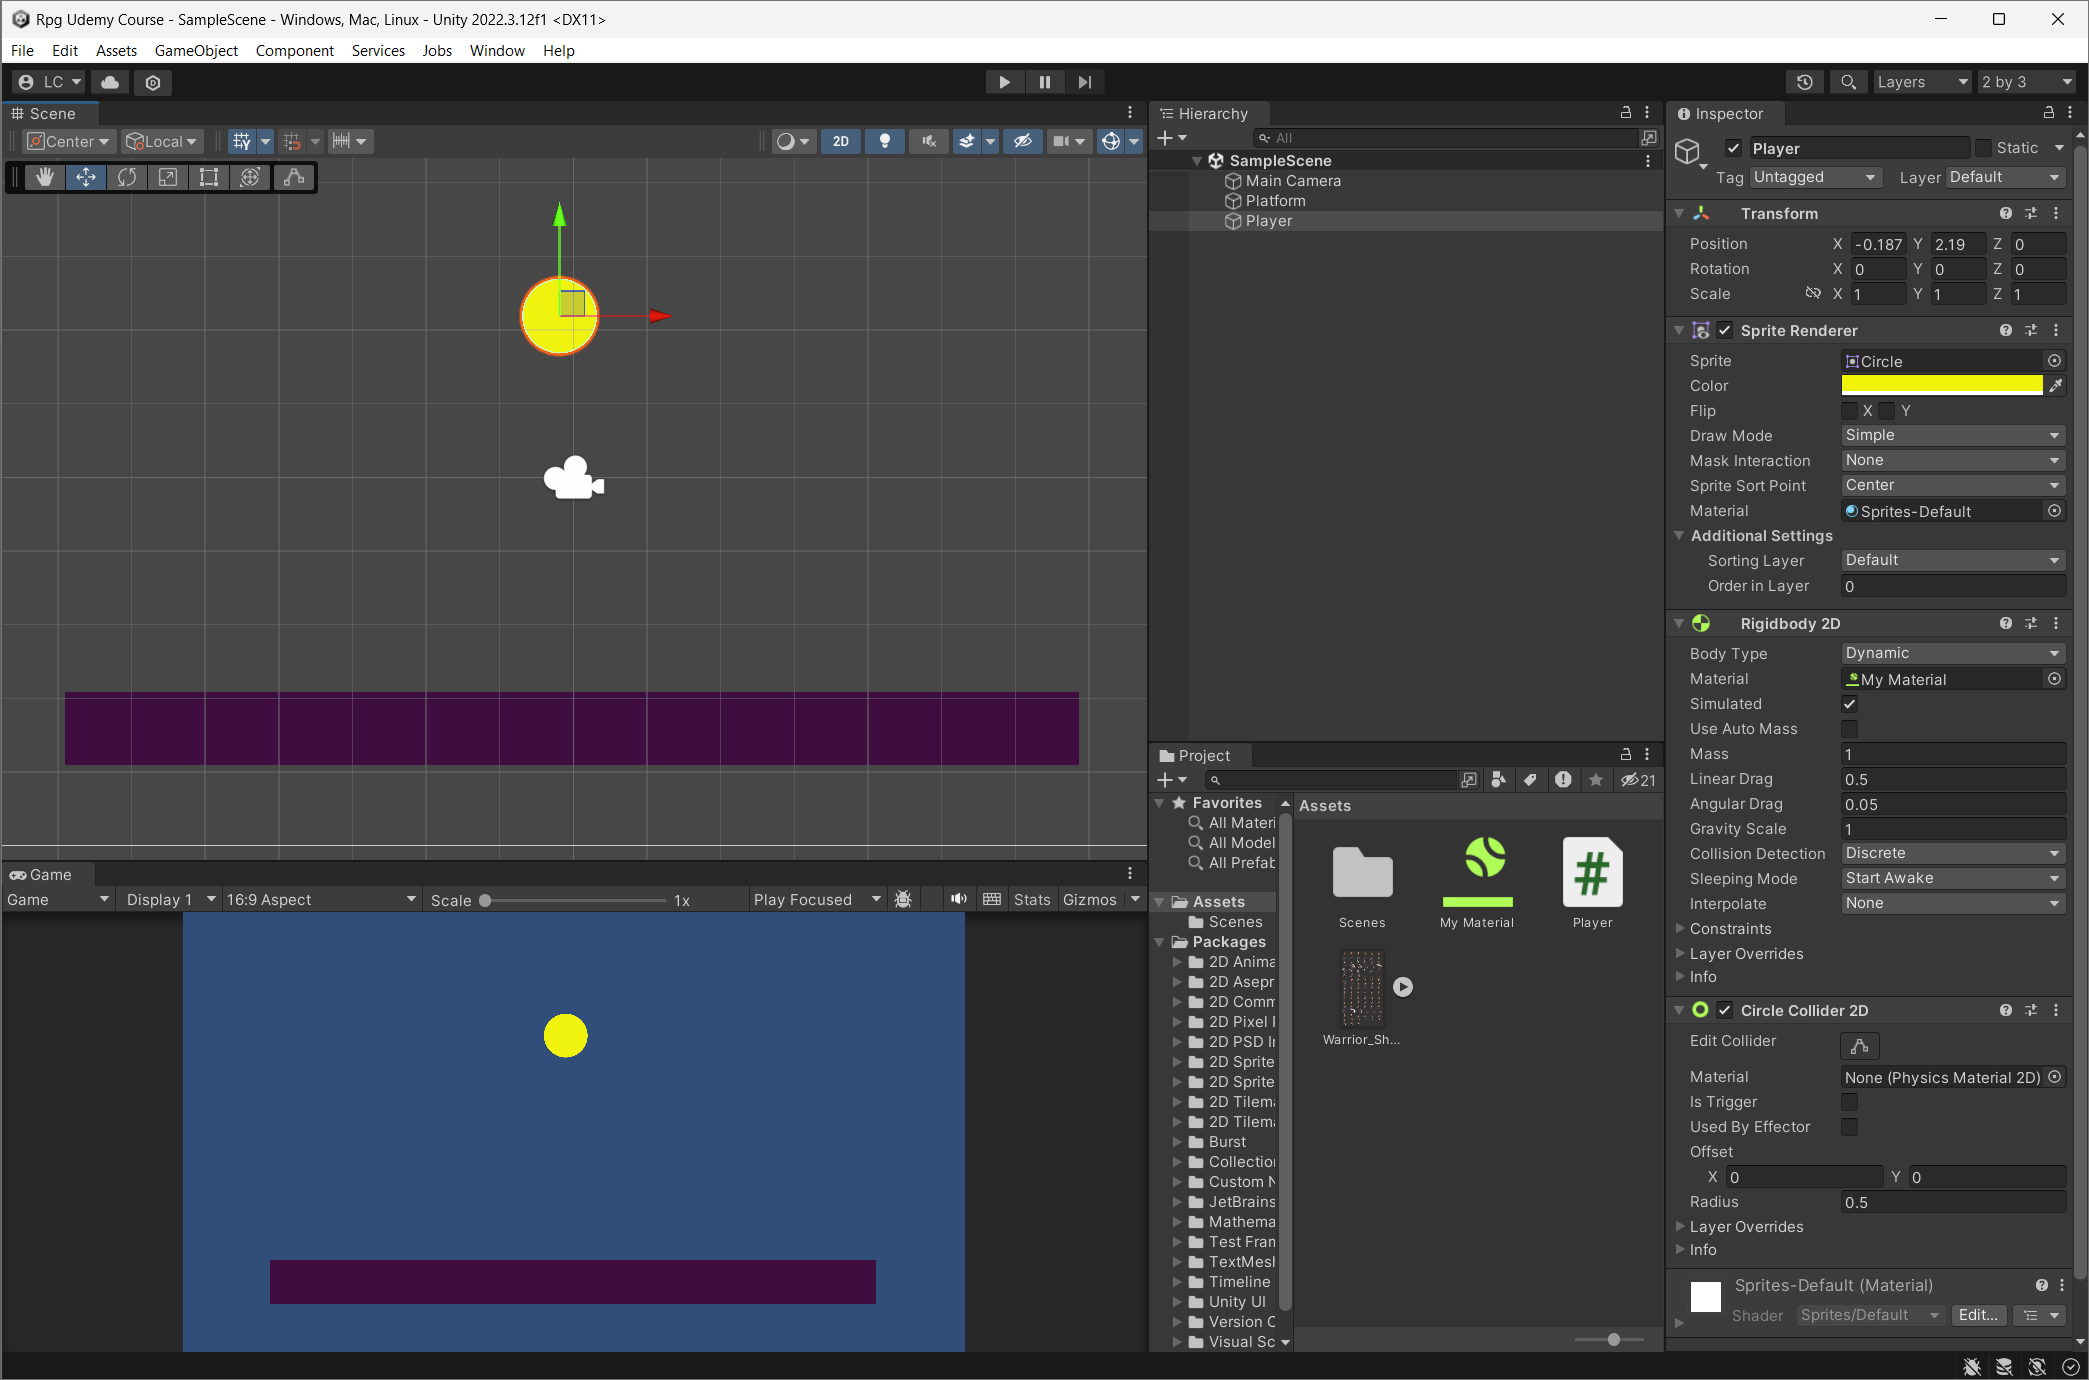 Rpg Udemy Course - SampleScene - Windows, Mac, Linux - Unity 2022.3.12f1 <DX11>
File Edit Assets GameObject Component Services Jobs Window Help
LC Layers 2 by 3
Scene
Center Local 2D
Game
Game Display 1 16:9 Aspect Scale 1x Play Focused Stats Gizmos
Hierarchy
All
SampleScene
Main Camera
Platform
Player
Project
21
Favorites
All Materi
All Model
All Prefab
Assets
Scenes
Packages
2D Anima
2D Asepr
2D Comm
2D Pixel
2D PSD
2D Sprite
2D Sprite
2D Tilema
2D Tilema
Burst
Collection
Custom N
JetBrains
Mathema
Test Fram
TextMesh
Timeline
Unity UI
Version C
Visual Sc
Assets
Scenes
My Material
#
Player
Warrior_Sh...
Inspector
Player Static
Tag Untagged Layer Default
Transform
Position X -0.187 Y 2.19 Z 0
Rotation X 0 Y 0 Z 0
Scale X 1 Y 1 Z 1
Sprite Renderer
Sprite Circle
Color
Flip X Y
Draw Mode Simple
Mask Interaction None
Sprite Sort Point Center
Material Sprites-Default
Additional Settings
Sorting Layer Default
Order in Layer 0
Rigidbody 2D
Body Type Dynamic
Material My Material
Simulated
Use Auto Mass
Mass 1
Linear Drag 0.5
Angular Drag 0.05
Gravity Scale 1
Collision Detection Discrete
Sleeping Mode Start Awake
Interpolate None
Constraints
Layer Overrides
Info
Circle Collider 2D
Edit Collider
Material None (Physics Material 2D)
Is Trigger
Used By Effector
Offset
X 0 Y 0
Radius 0.5
Layer Overrides
Info
Sprites-Default (Material)
Shader Sprites/Default Edit...